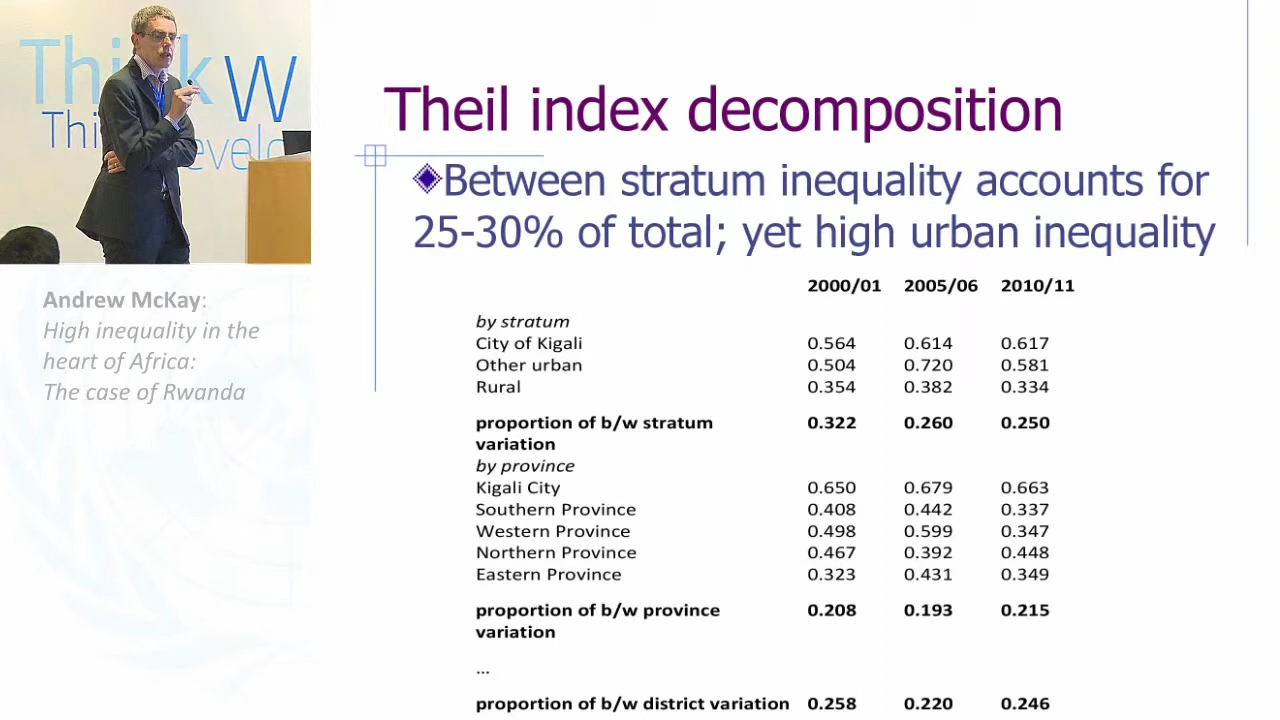 Think W
Theil index decomposition
Between stratum inequality accounts for
25-30% of total; yet high urban inequality
Andrew McKay:
High inequality in the
heart of Africa:
The case of Rwanda
2000/01 2005/06 2010/11
by stratum
City of Kigali 0.564 0.614 0.617
Other urban 0.504 0.720 0.581
Rural 0.354 0.382 0.334
proportion of b/w stratum 0.322 0.260 0.250
variation
by province
Kigali City 0.650 0.679 0.663
Southern Province 0.408 0.442 0.337
Western Province 0.498 0.599 0.347
Northern Province 0.467 0.392 0.448
Eastern Province 0.323 0.431 0.349
proportion of b/w province 0.208 0.193 0.215
variation
...
proportion of b/w district variation 0.258 0.220 0.246